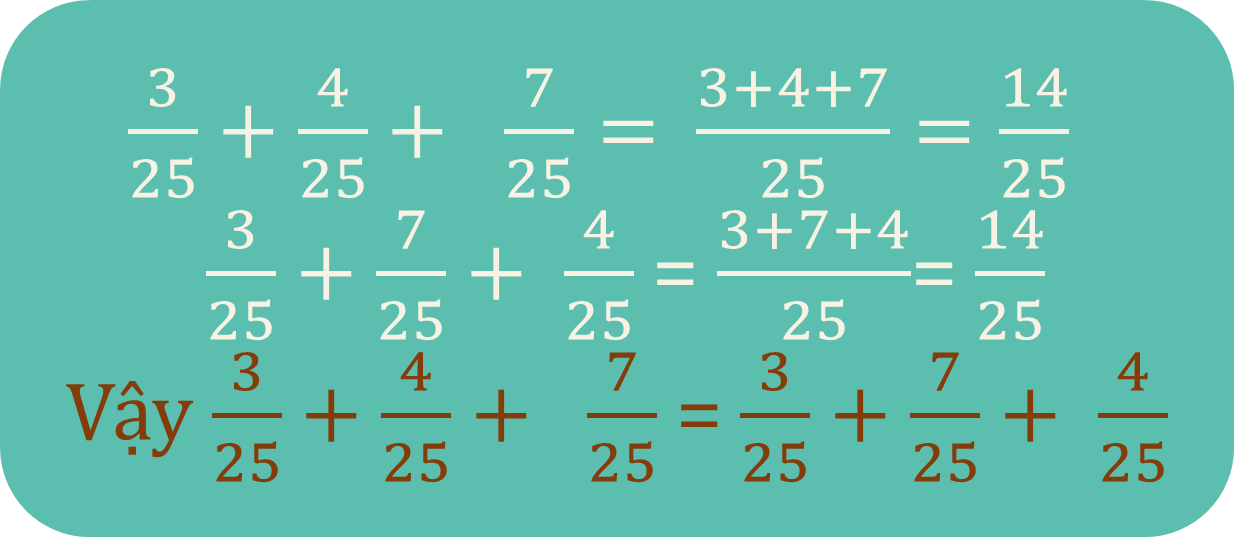 3/25 + 4/25 + 7/25 = 3+4+7/25 = 14/25
3/25 + 7/25 + 4/25 = 3+7+4/25 = 14/25
Vậy 3/25 + 4/25 + 7/25 = 3/25 + 7/25 + 4/25